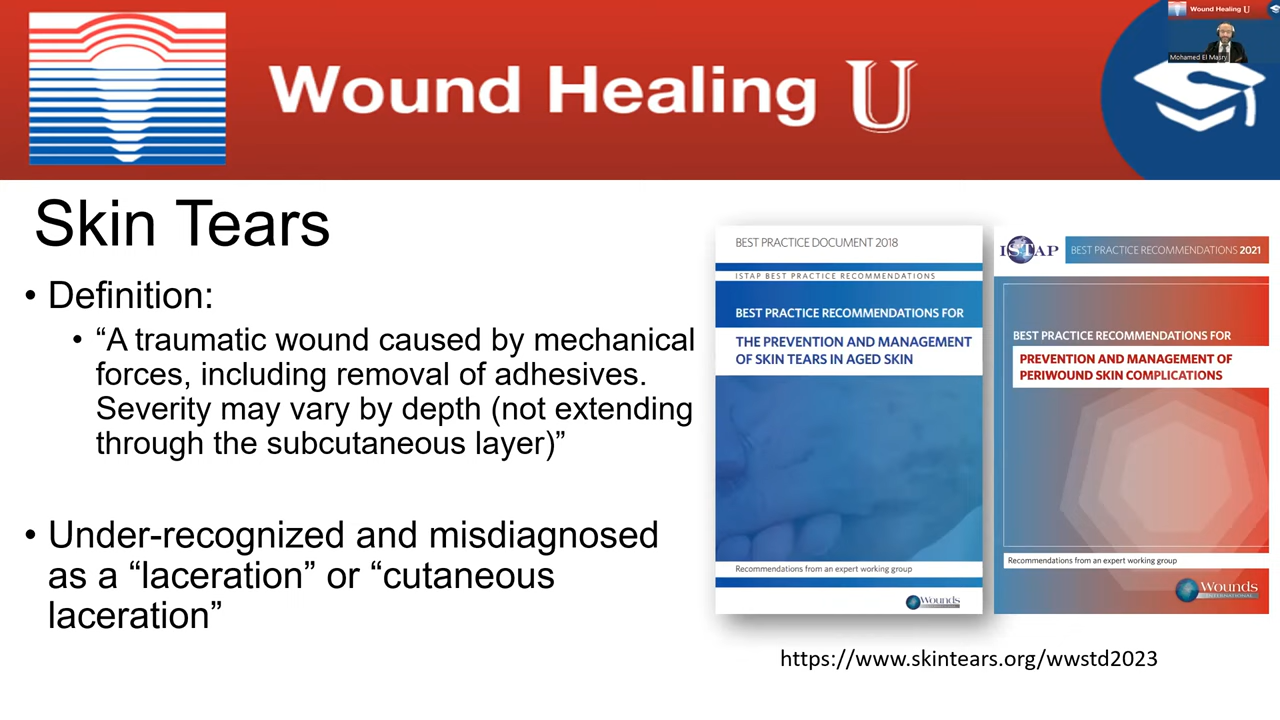 Wound Healing U
Wound Healing U
Mohamed El Masry
Skin Tears
• Definition:
• “A traumatic wound caused by mechanical
forces, including removal of adhesives.
Severity may vary by depth (not extending
through the subcutaneous layer)”
• Under-recognized and misdiagnosed
as a “laceration” or “cutaneous
laceration”
BEST PRACTICE DOCUMENT 2018
ISTAP BEST PRACTICE RECOMMENDATIONS
BEST PRACTICE RECOMMENDATIONS FOR
THE PREVENTION AND MANAGEMENT
OF SKIN TEARS IN AGED SKIN
Recommendations from an expert working group
Wounds
INTERNATIONAL
ISTAP
BEST PRACTICE RECOMMENDATIONS 2021
BEST PRACTICE RECOMMENDATIONS FOR
PREVENTION AND MANAGEMENT OF
PERIWOUND SKIN COMPLICATIONS
Recommendations from an expert working group
Wounds
INTERNATIONAL
https://www.skintears.org/wwstd2023